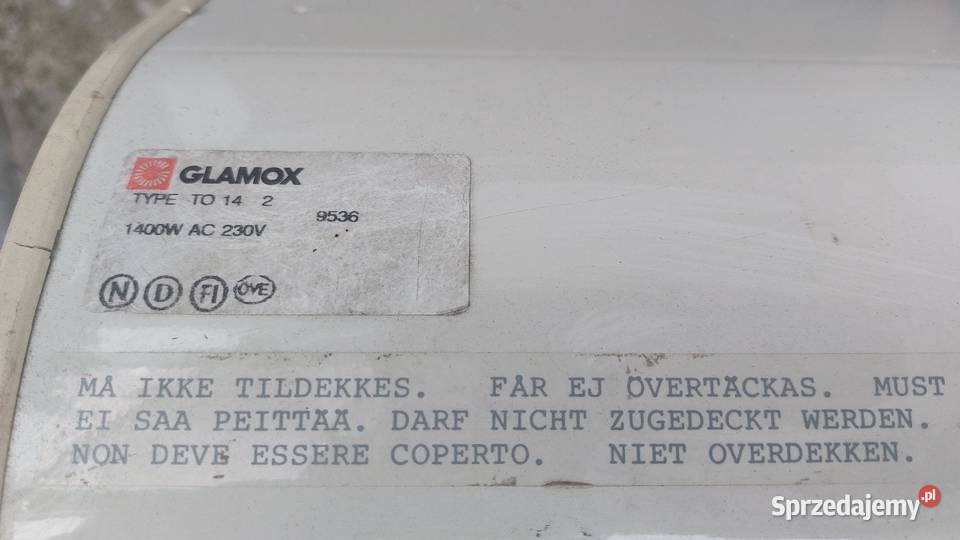 GLAMOX
TYPE TO 14 2
9536
1400W AC 230V
N D FI ÖVE
MÅ IKKE TILDEKKES. FÅR EJ ÖVERTÄCKAS. MUST
EI SAA PEITTÄÄ. DARF NICHT ZUGEDECKT WERDEN.
NON DEVE ESSERE COPERTO. NIET OVERDEKKEN.
Sprzedajemy.pl